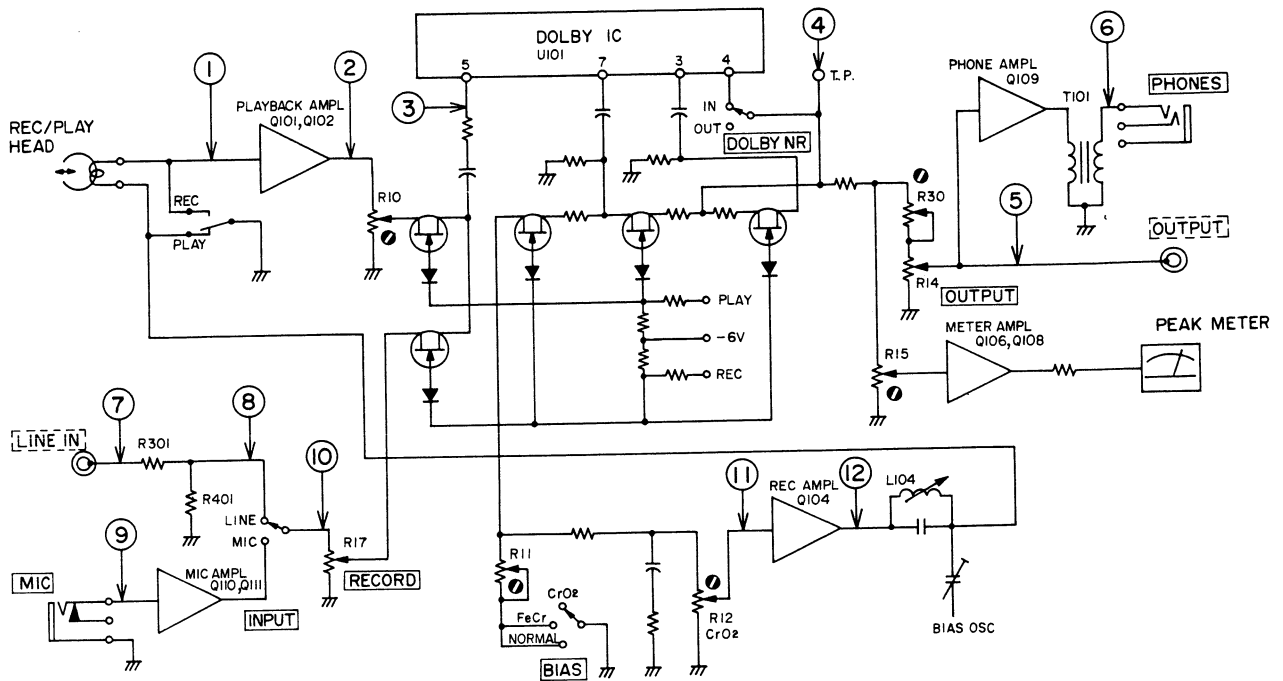 DOLBY IC
U101
5
7
3
4
4
T.P.
6
PHONE AMPL
Q109
T101
PHONES
1
2
3
PLAYBACK AMPL
Q101,Q102
REC/PLAY
HEAD
IN
OUT
DOLBY NR
REC
PLAY
R10
R30
5
OUTPUT
R14
OUTPUT
PLAY
-6V
REC
METER AMPL
Q106,Q108
PEAK METER
R15
7
8
LINE IN
R301
R401
10
LINE
MIC
R17
RECORD
9
MIC
MIC AMPL
Q110,Q111
INPUT
11
REC AMPL
Q104
12
L104
R11
CrO2
FeCr
NORMAL
BIAS
R12
CrO2
BIAS OSC